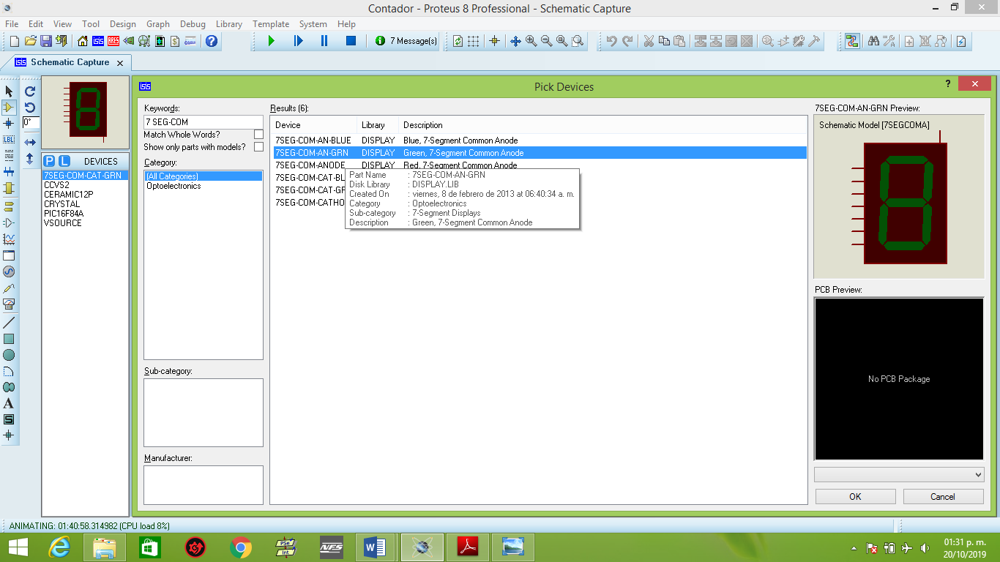 Contador - Proteus 8 Professional - Schematic Capture
File Edit View Tool Design Graph Debug Library Template System Help
7 Message(s)
Schematic Capture
Pick Devices
0°
P L DEVICES
7SEG-COM-CAT-GRN
CCVS2
CERAMIC12P
CRYSTAL
PIC16F84A
VSOURCE
LBL
A
S
isis
Keywords:
7 SEG-COM
Match Whole Words?
Show only parts with models?
Category:
(All Categories)
Optoelectronics
Sub-category:
Manufacturer:
Results (6):
Device Library Description
7SEG-COM-AN-BLUE DISPLAY Blue, 7-Segment Common Anode
7SEG-COM-AN-GRN DISPLAY Green, 7-Segment Common Anode
7SEG-COM-ANODE DISPLAY Red, 7-Segment Common Anode
7SEG-COM-CAT-BL
7SEG-COM-CAT-GR
7SEG-COM-CATHO
Part Name : 7SEG-COM-AN-GRN
Disk Library : DISPLAY.LIB
Created On : viernes, 8 de febrero de 2013 at 06:40:34 a. m.
Category : Optoelectronics
Sub-category : 7-Segment Displays
Description : Green, 7-Segment Common Anode
7SEG-COM-AN-GRN Preview:
Schematic Model [7SEGCOMA]
PCB Preview:
No PCB Package
OK
Cancel
ANIMATING: 01:40:58.314982 (CPU load 8%)
PSe
Int
NFS
01:31 p. m.
20/10/2019